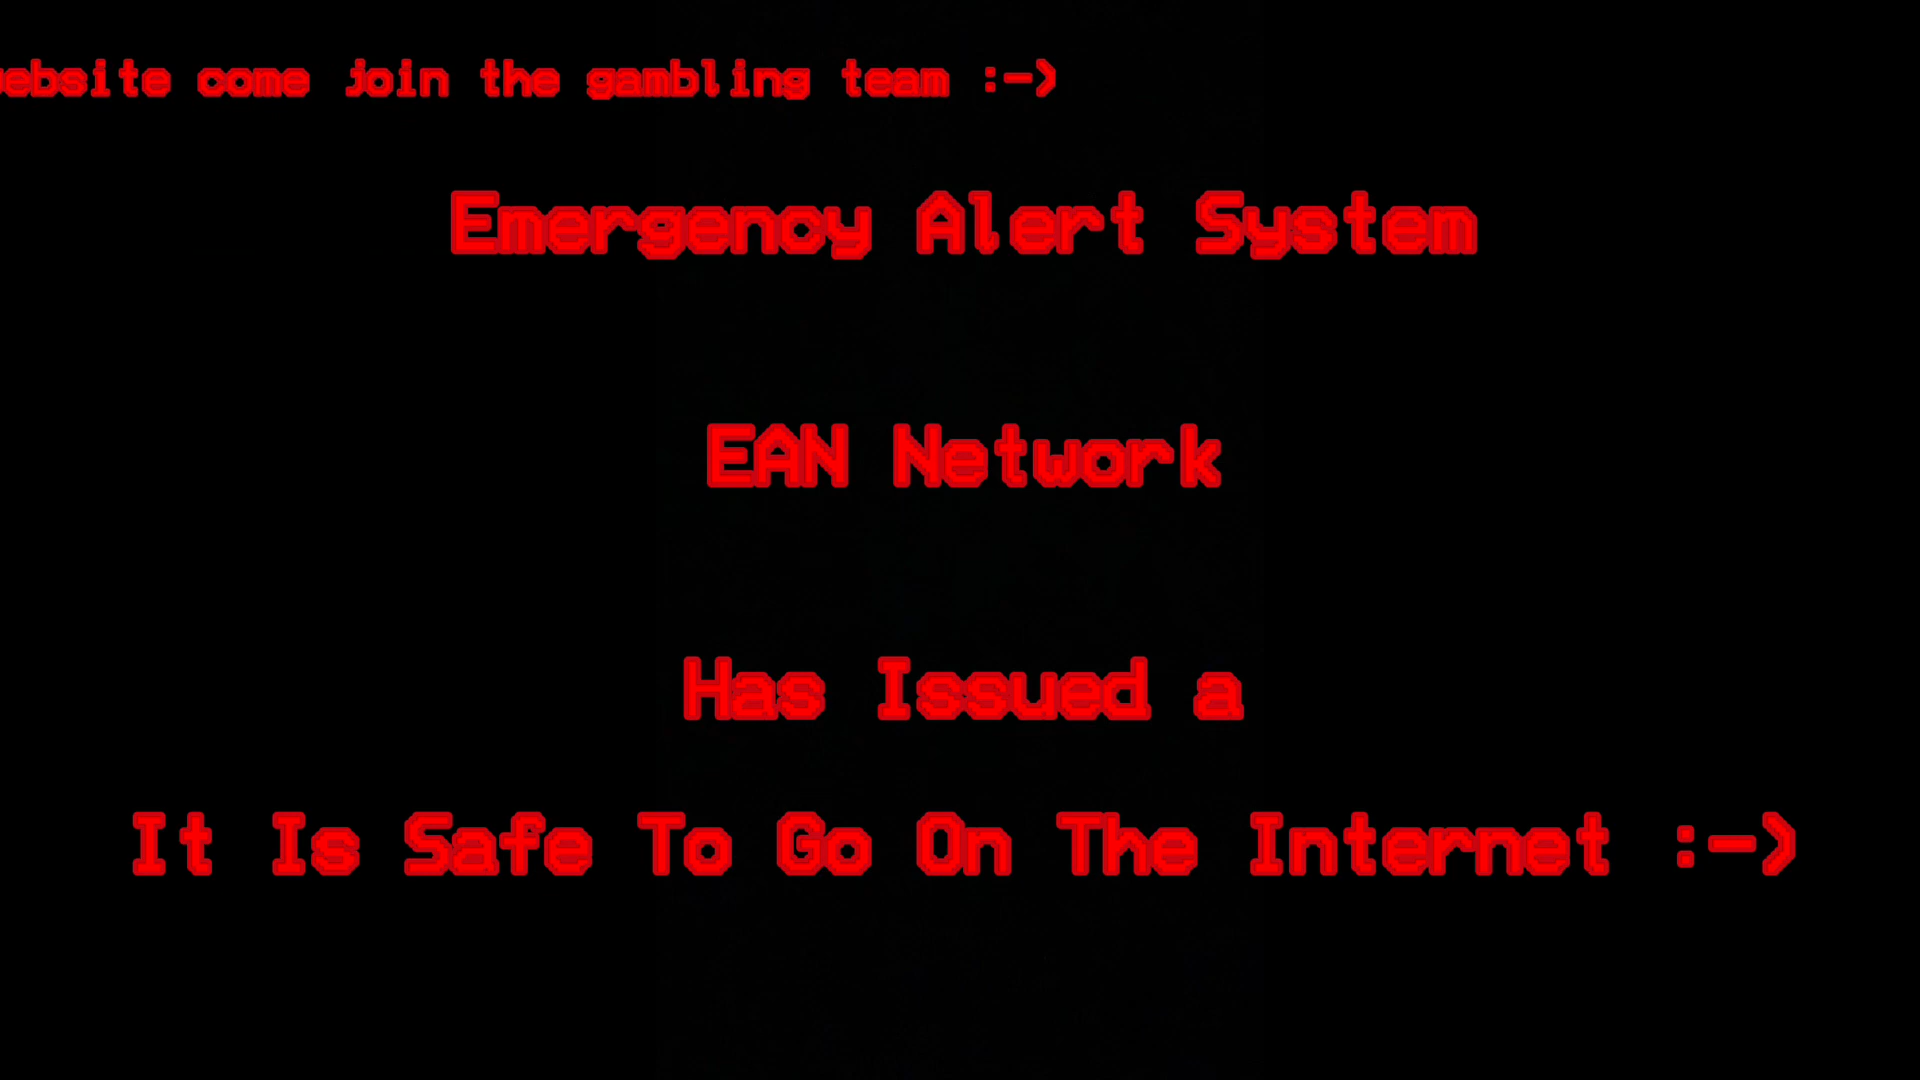 website come join the gambling team :->
Emergency Alert System
EAN Network
Has Issued a
It Is Safe To Go On The Internet :->